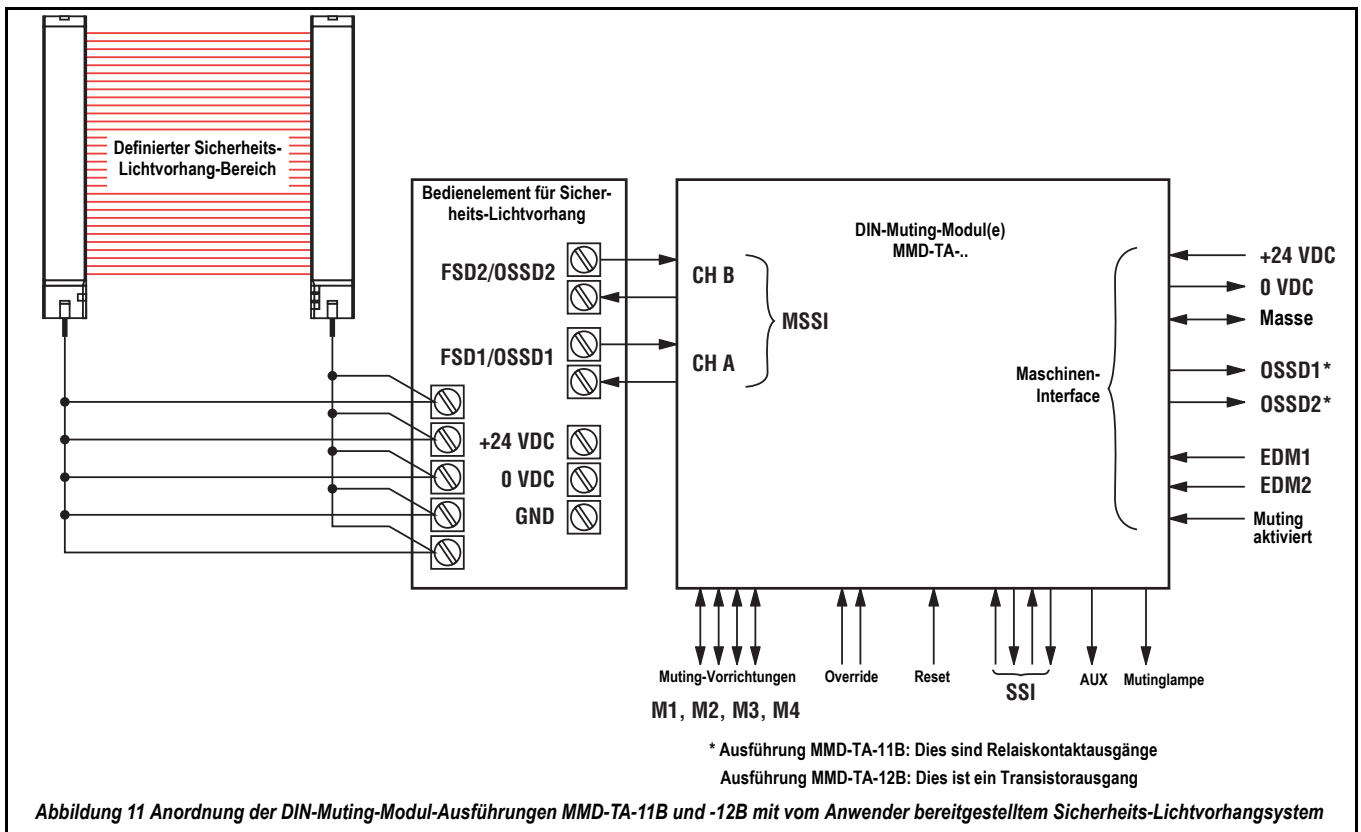 Definierter Sicherheits-
Lichtvorhang-Bereich
Bedienelement für Sicher-
heits-Lichtvorhang
FSD2/OSSD2
FSD1/OSSD1
+24 VDC
0 VDC
GND
DIN-Muting-Modul(e)
MMD-TA-..
CH B
MSSI
CH A
Maschinen-
Interface
+24 VDC
0 VDC
Masse
OSSD1*
OSSD2*
EDM1
EDM2
Muting
aktiviert
Muting-Vorrichtungen
M1, M2, M3, M4
Override
Reset
SSI
AUX
Mutinglampe
* Ausführung MMD-TA-11B: Dies sind Relaiskontaktausgänge
Ausführung MMD-TA-12B: Dies ist ein Transistorausgang
Abbildung 11 Anordnung der DIN-Muting-Modul-Ausführungen MMD-TA-11B und -12B mit vom Anwender bereitgestelltem Sicherheits-Lichtvorhangsystem